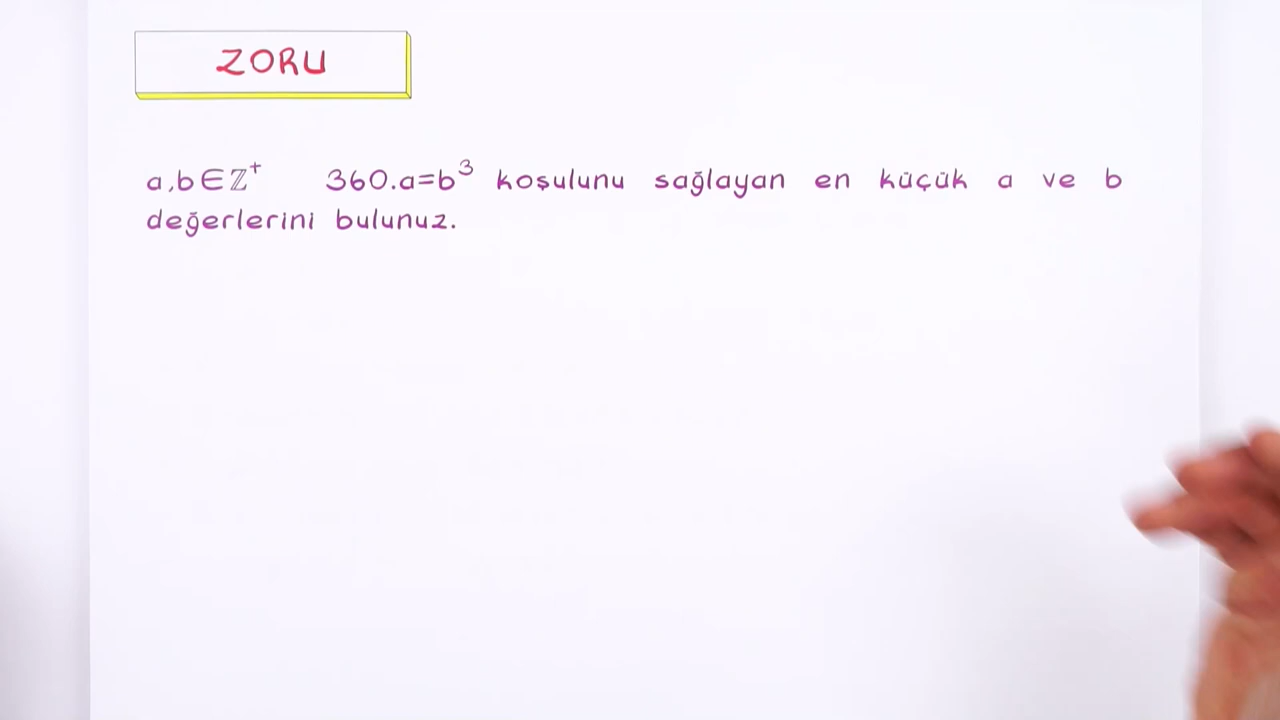 ZORU
a,b∈ℤ⁺ 360.a=b³ koşulunu sağlayan en küçük a ve b
değerlerini bulunuz.